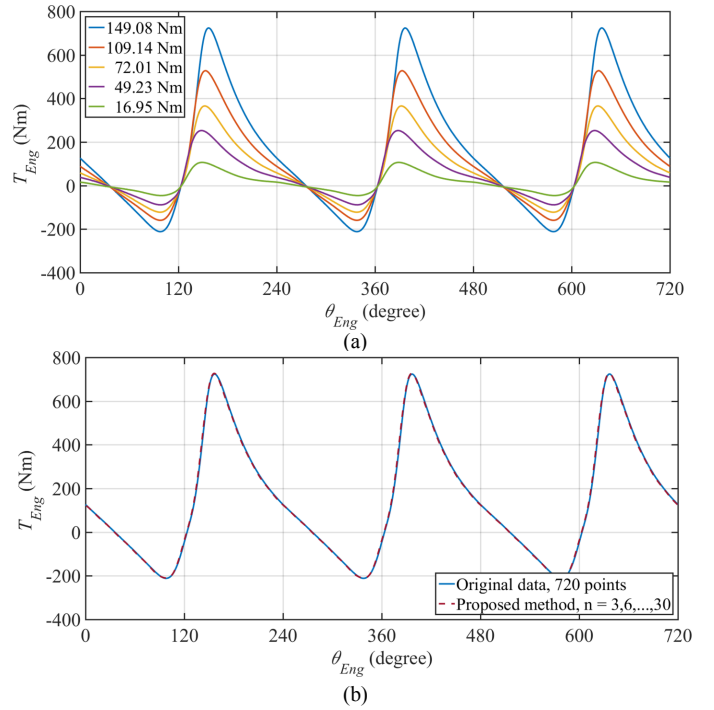 800
600
400
200
0
-200
-400
T_Eng (Nm)
149.08 Nm
109.14 Nm
72.01 Nm
49.23 Nm
16.95 Nm
0 120 240 360 480 600 720
θ_Eng (degree)
(a)
800
600
400
200
0
-200
-400
T_Eng (Nm)
Original data, 720 points
Proposed method, n = 3,6,...,30
0 120 240 360 480 600 720
θ_Eng (degree)
(b)